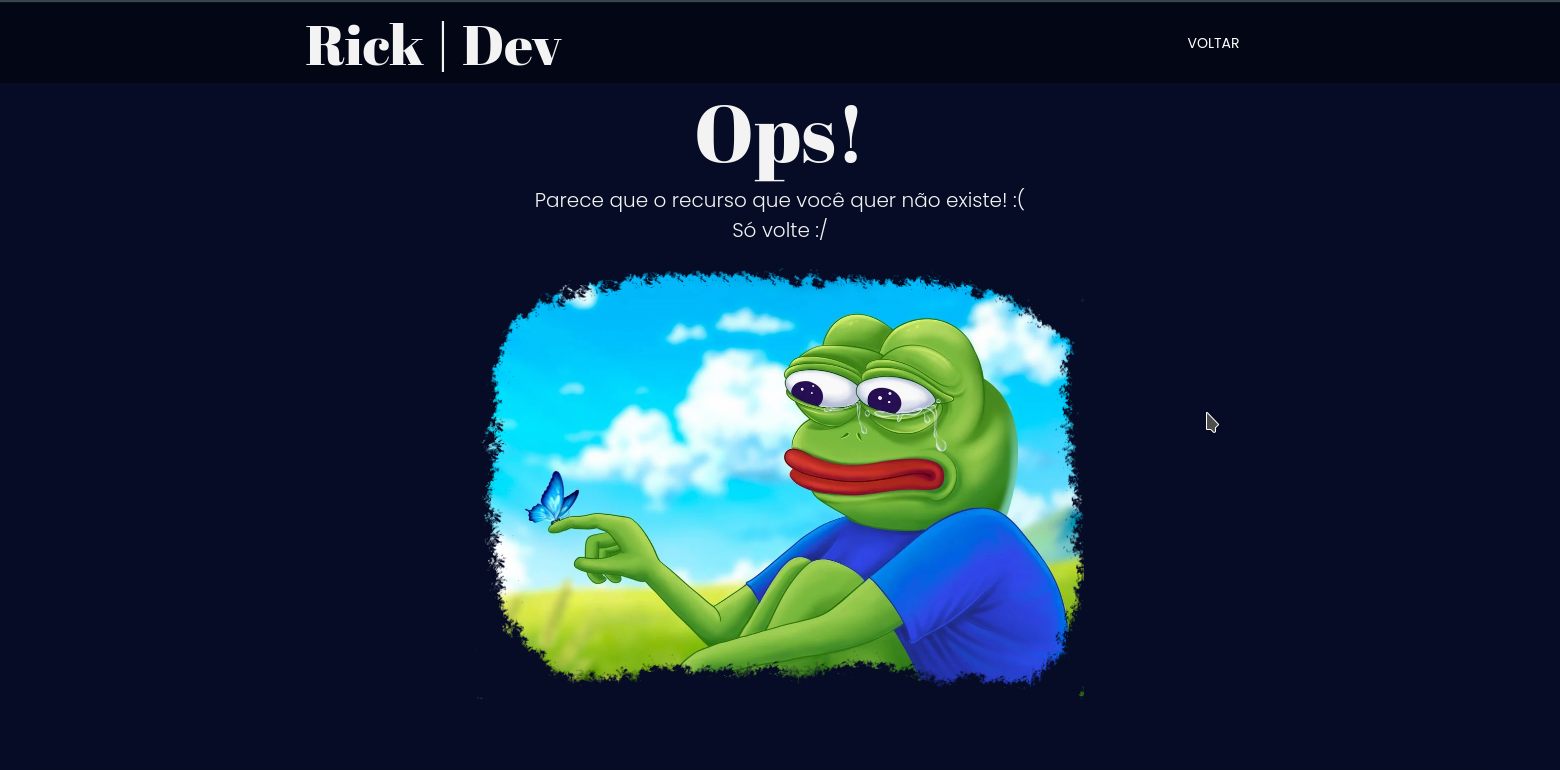 Rick | Dev
VOLTAR
Ops!
Parece que o recurso que você quer não existe! :(
Só volte :/